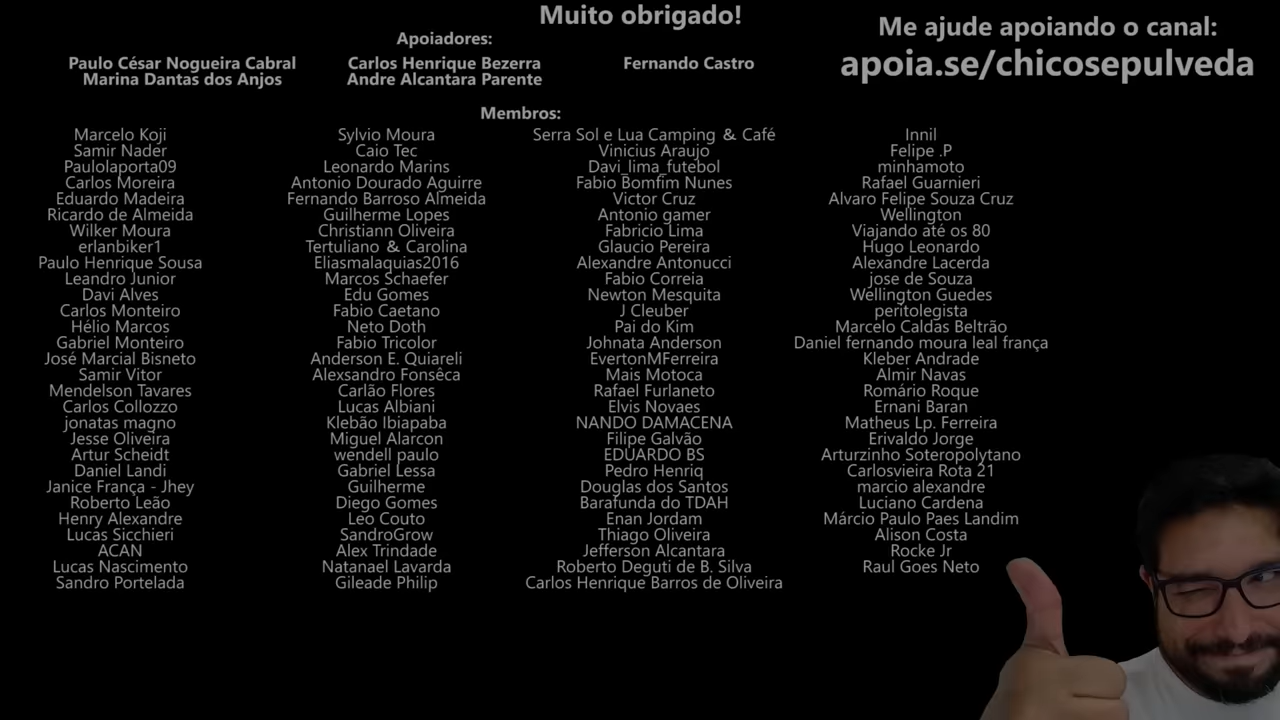 Muito obrigado!
Me ajude apoiando o canal:
apoia.se/chicosepulveda
Apoiadores:
Paulo César Nogueira Cabral
Marina Dantas dos Anjos
Carlos Henrique Bezerra
Andre Alcantara Parente
Fernando Castro
Membros:
Marcelo Koji
Samir Nader
Paulolaporta09
Carlos Moreira
Eduardo Madeira
Ricardo de Almeida
Wilker Moura
erlanbiker1
Paulo Henrique Sousa
Leandro Junior
Davi Alves
Carlos Monteiro
Hélio Marcos
Gabriel Monteiro
José Marcial Bisneto
Samir Vitor
Mendelson Tavares
Carlos Collozzo
jonatas magno
Jesse Oliveira
Artur Scheidt
Daniel Landi
Janice França - Jhey
Roberto Leão
Henry Alexandre
Lucas Sicchieri
ACAN
Lucas Nascimento
Sandro Portelada
Sylvio Moura
Caio Tec
Leonardo Marins
Antonio Dourado Aguirre
Fernando Barroso Almeida
Guilherme Lopes
Christiann Oliveira
Tertuliano & Carolina
Eliasmalaquias2016
Marcos Schaefer
Edu Gomes
Fabio Caetano
Neto Doth
Fabio Tricolor
Anderson E. Quiareli
Alexsandro Fonsêca
Carlão Flores
Lucas Albiani
Klebão Ibiapaba
Miguel Alarcon
wendell paulo
Gabriel Lessa
Guilherme
Diego Gomes
Leo Couto
SandroGrow
Alex Trindade
Natanael Lavarda
Gileade Philip
Serra Sol e Lua Camping & Café
Vinicius Araujo
Davi_lima_futebol
Fabio Bomfim Nunes
Victor Cruz
Antonio gamer
Fabricio Lima
Glaucio Pereira
Alexandre Antonucci
Fabio Correia
Newton Mesquita
J Cleuber
Pai do Kim
Johnata Anderson
EvertonMFerreira
Mais Motoca
Rafael Furlaneto
Elvis Novaes
NANDO DAMACENA
Filipe Galvão
EDUARDO BS
Pedro Henriq
Douglas dos Santos
Barafunda do TDAH
Enan Jordam
Thiago Oliveira
Jefferson Alcantara
Roberto Deguti de B. Silva
Carlos Henrique Barros de Oliveira
Innil
Felipe .P
minhamoto
Rafael Guarnieri
Alvaro Felipe Souza Cruz
Wellington
Viajando até os 80
Hugo Leonardo
Alexandre Lacerda
jose de Souza
Wellington Guedes
peritolegista
Marcelo Caldas Beltrão
Daniel fernando moura leal frança
Kleber Andrade
Almir Navas
Romário Roque
Ernani Baran
Matheus Lp. Ferreira
Erivaldo Jorge
Arturzinho Soteropolytano
Carlosvieira Rota 21
marcio alexandre
Luciano Cardena
Márcio Paulo Paes Landim
Alison Costa
Rocke Jr
Raul Goes Neto